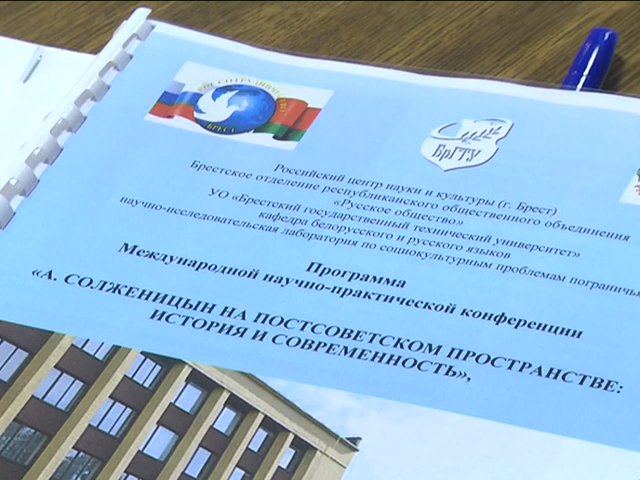 БРЕСТ
БрГТУ
Российский центр науки и культуры (г. Брест)
Брестское отделение республиканского общественного объединения
«Русское общество»
УО «Брестский государственный технический университет»
кафедра белорусского и русского языков
научно-исследовательская лаборатория по социокультурным проблемам пограничья
Программа
Международной научно-практической конференции
«А. СОЛЖЕНИЦЫН НА ПОСТСОВЕТСКОМ ПРОСТРАНСТВЕ:
ИСТОРИЯ И СОВРЕМЕННОСТЬ»,